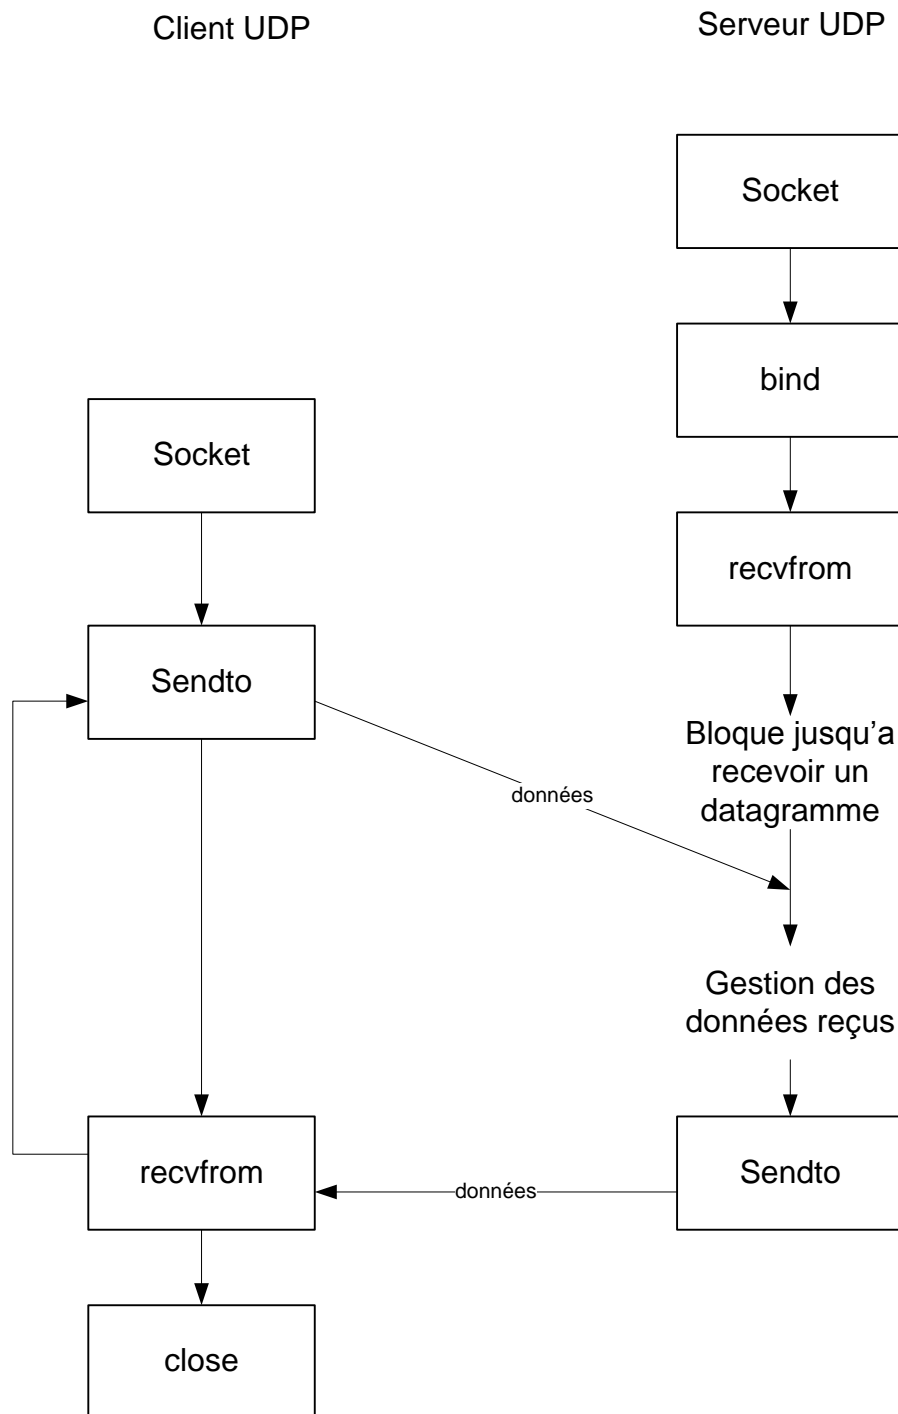 Client UDP
Serveur UDP
Socket
bind
Socket
recvfrom
Sendto
Bloque jusqu’a
recevoir un
datagramme
données
Gestion des
données reçus
recvfrom
Sendto
données
close